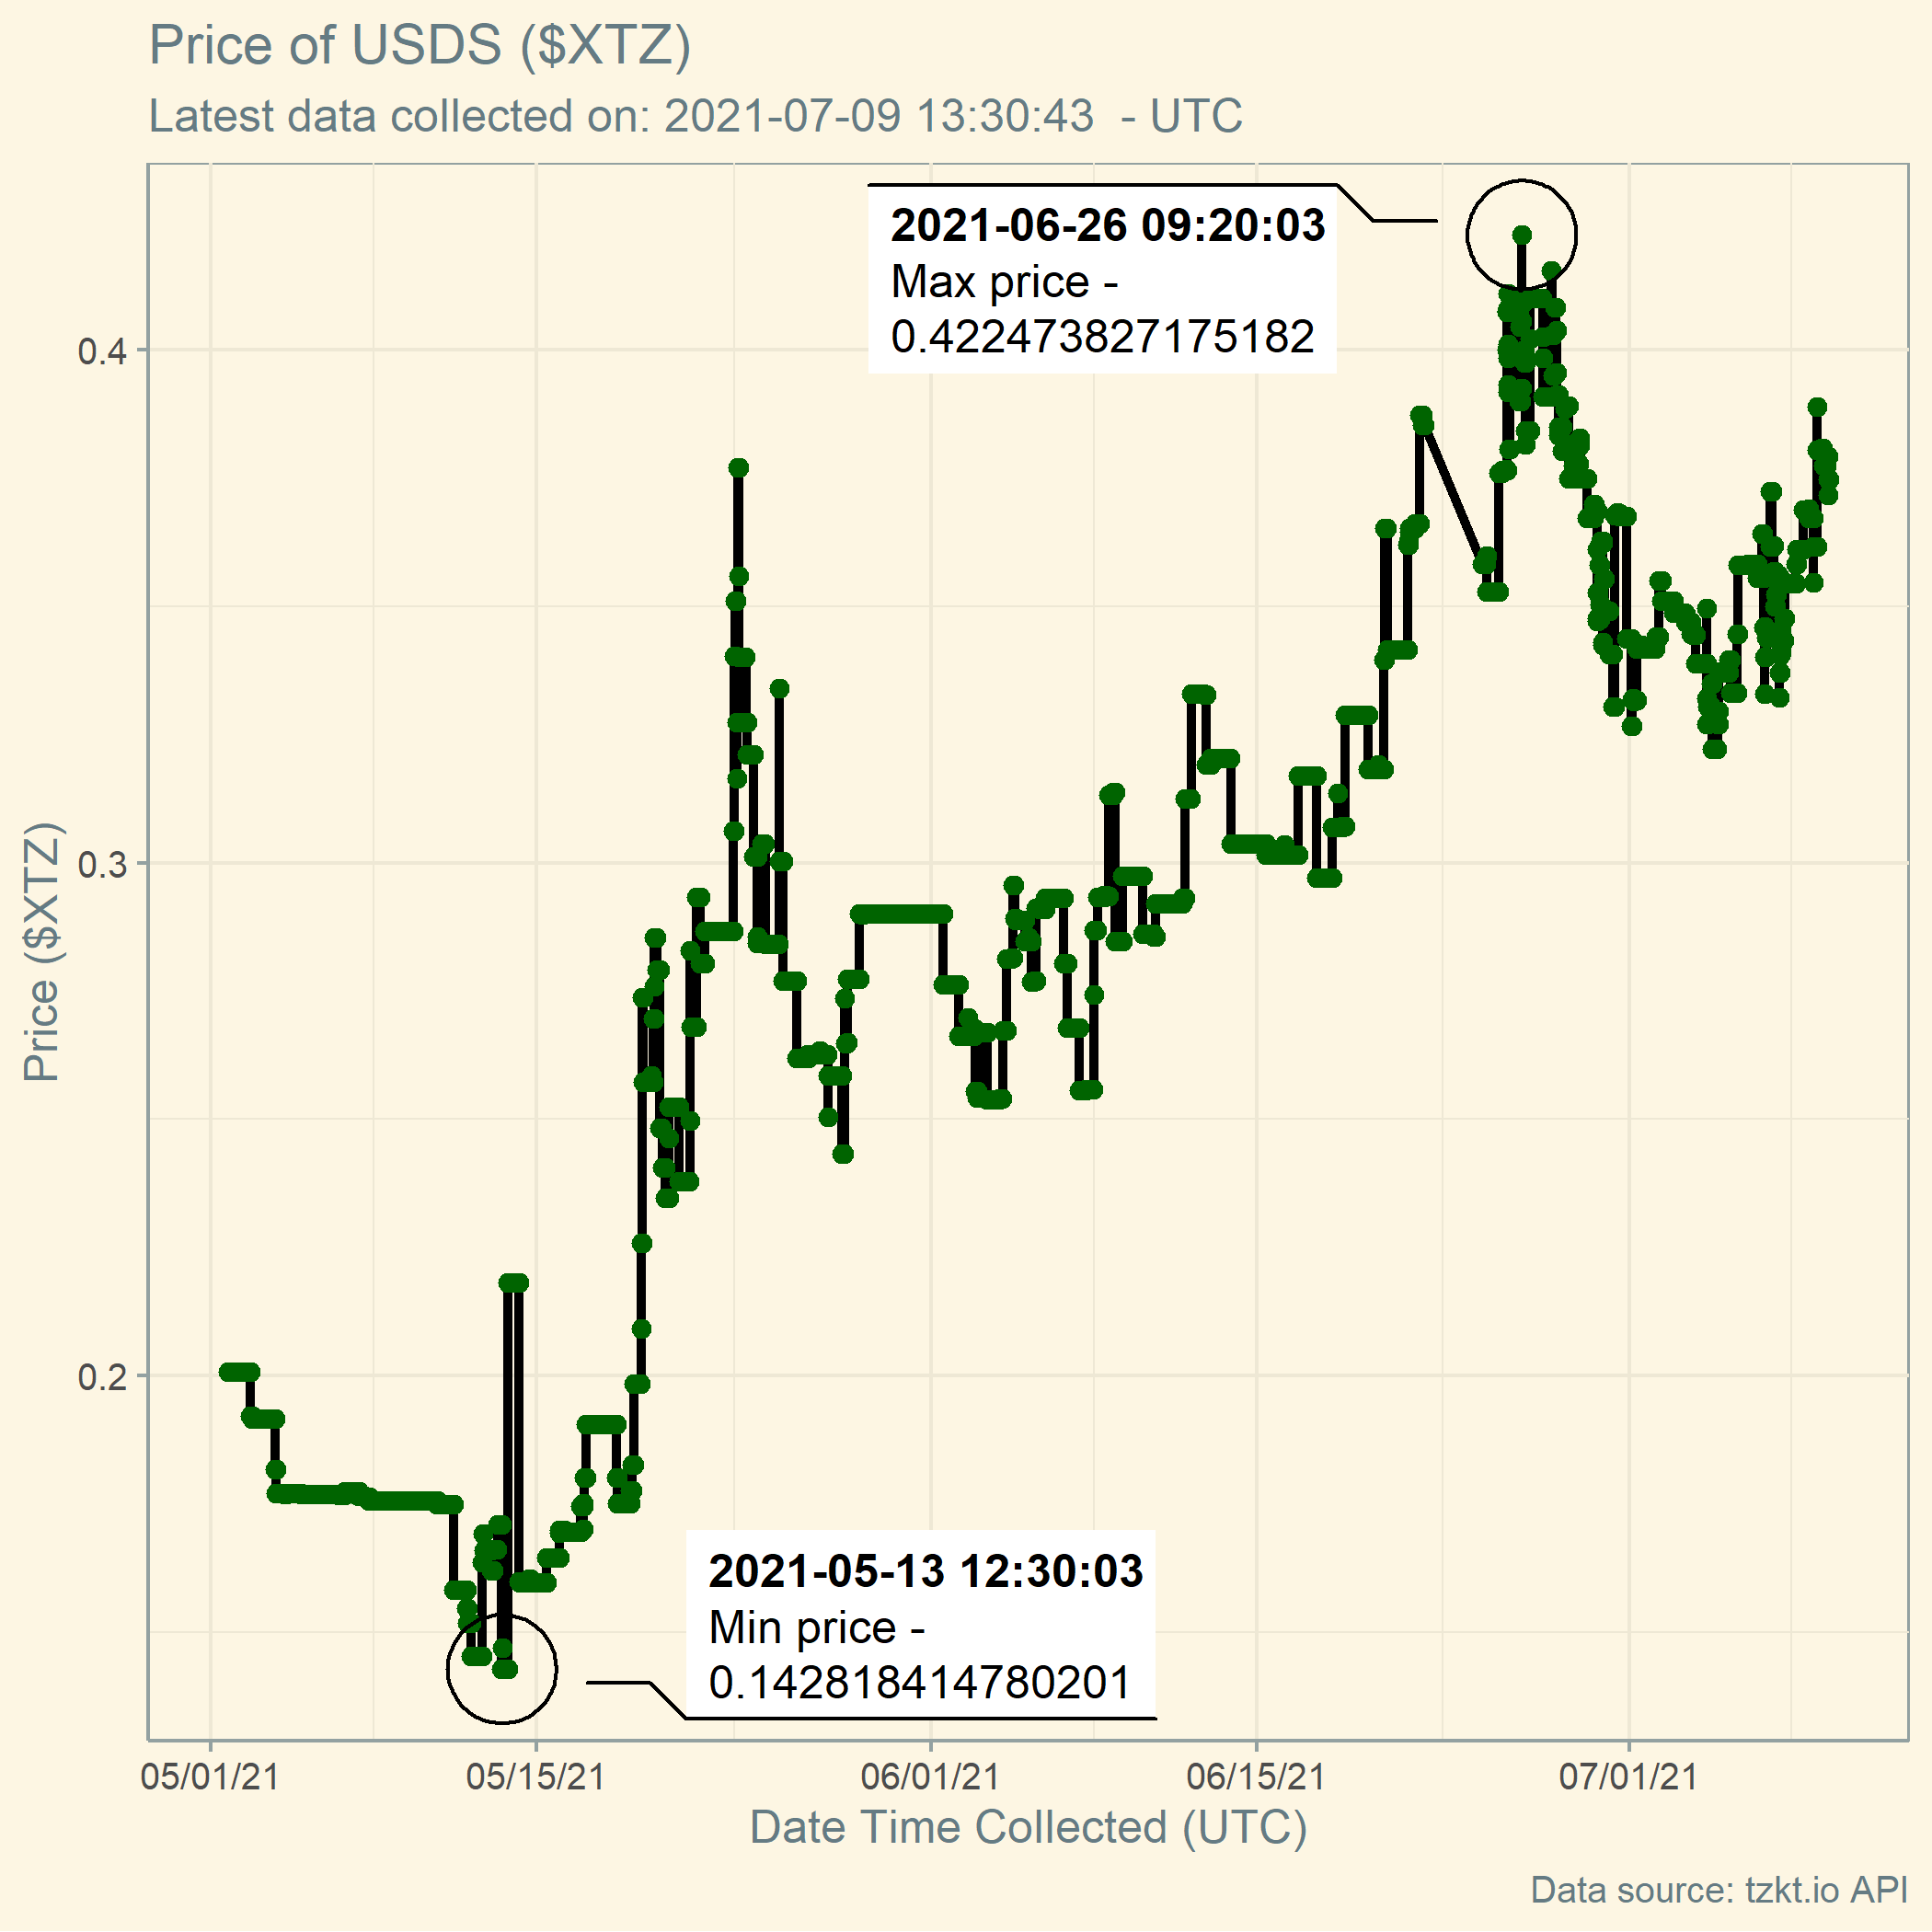 Price of USDS ($XTZ)
Latest data collected on: 2021-07-09 13:30:43  - UTC
2021-06-26 09:20:03
Max price -
0.422473827175182
0.4
0.3
0.2
Price ($XTZ)
2021-05-13 12:30:03
Min price -
0.142818414780201
05/01/21
05/15/21
06/01/21
06/15/21
07/01/21
Date Time Collected (UTC)
Data source: tzkt.io API